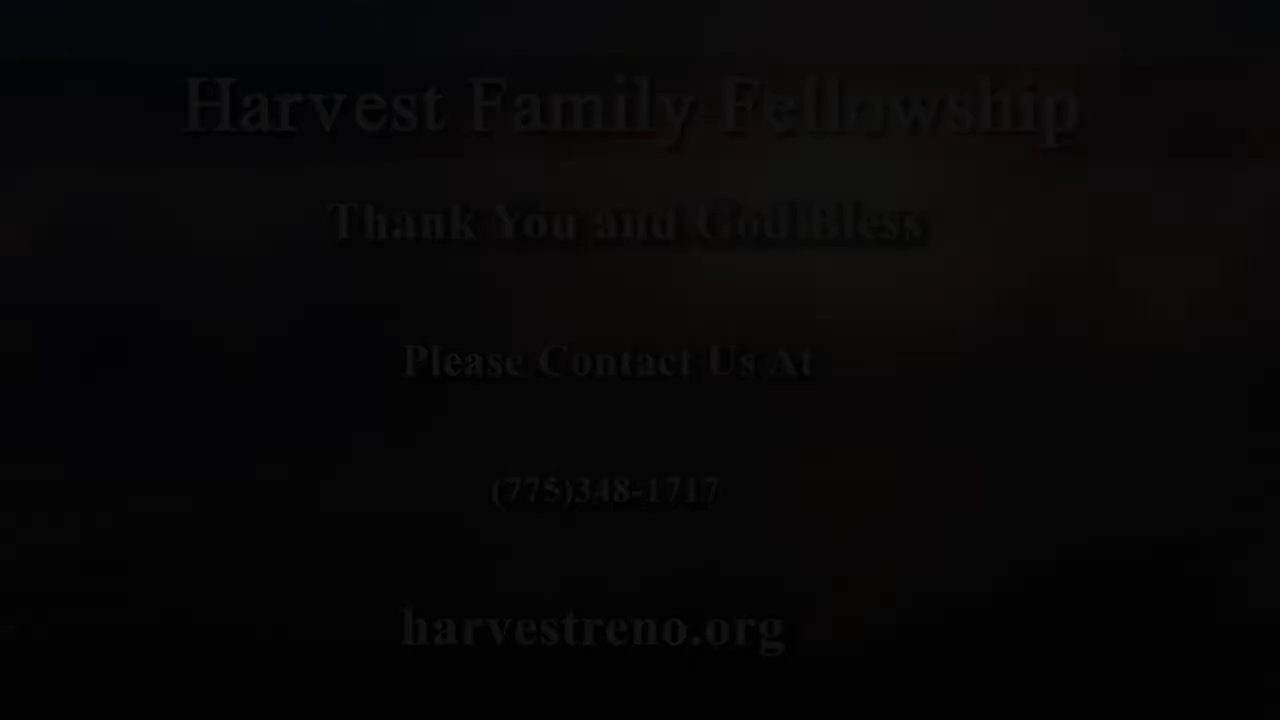 Harvest Family Fellowship
Thank You and God Bless
Please Contact Us At
(775)348-1717
harvestreno.org